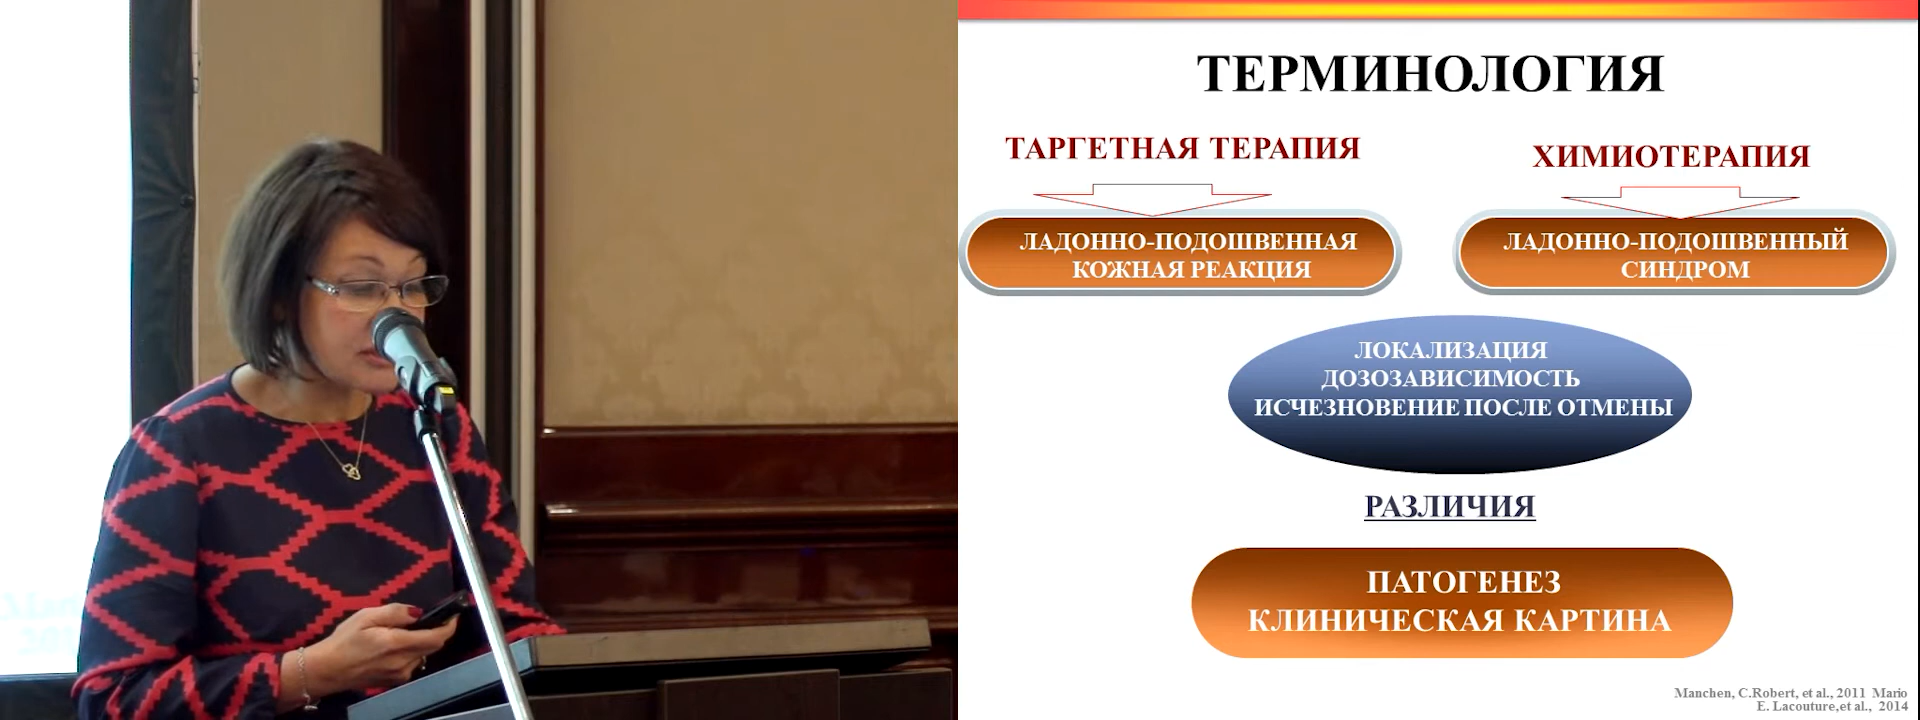 ТЕРМИНОЛОГИЯ
ТАРГЕТНАЯ ТЕРАПИЯ
ЛАДОННО-ПОДОШВЕННАЯ
КОЖНАЯ РЕАКЦИЯ
ХИМИОТЕРАПИЯ
ЛАДОННО-ПОДОШВЕННЫЙ
СИНДРОМ
ЛОКАЛИЗАЦИЯ
ДОЗОЗАВИСИМОСТЬ
ИСЧЕЗНОВЕНИЕ ПОСЛЕ ОТМЕНЫ
РАЗЛИЧИЯ
ПАТОГЕНЕЗ
КЛИНИЧЕСКАЯ КАРТИНА
Manchen, C.Robert, et al., 2011 Mario
E. Lacouture,et al., 2014